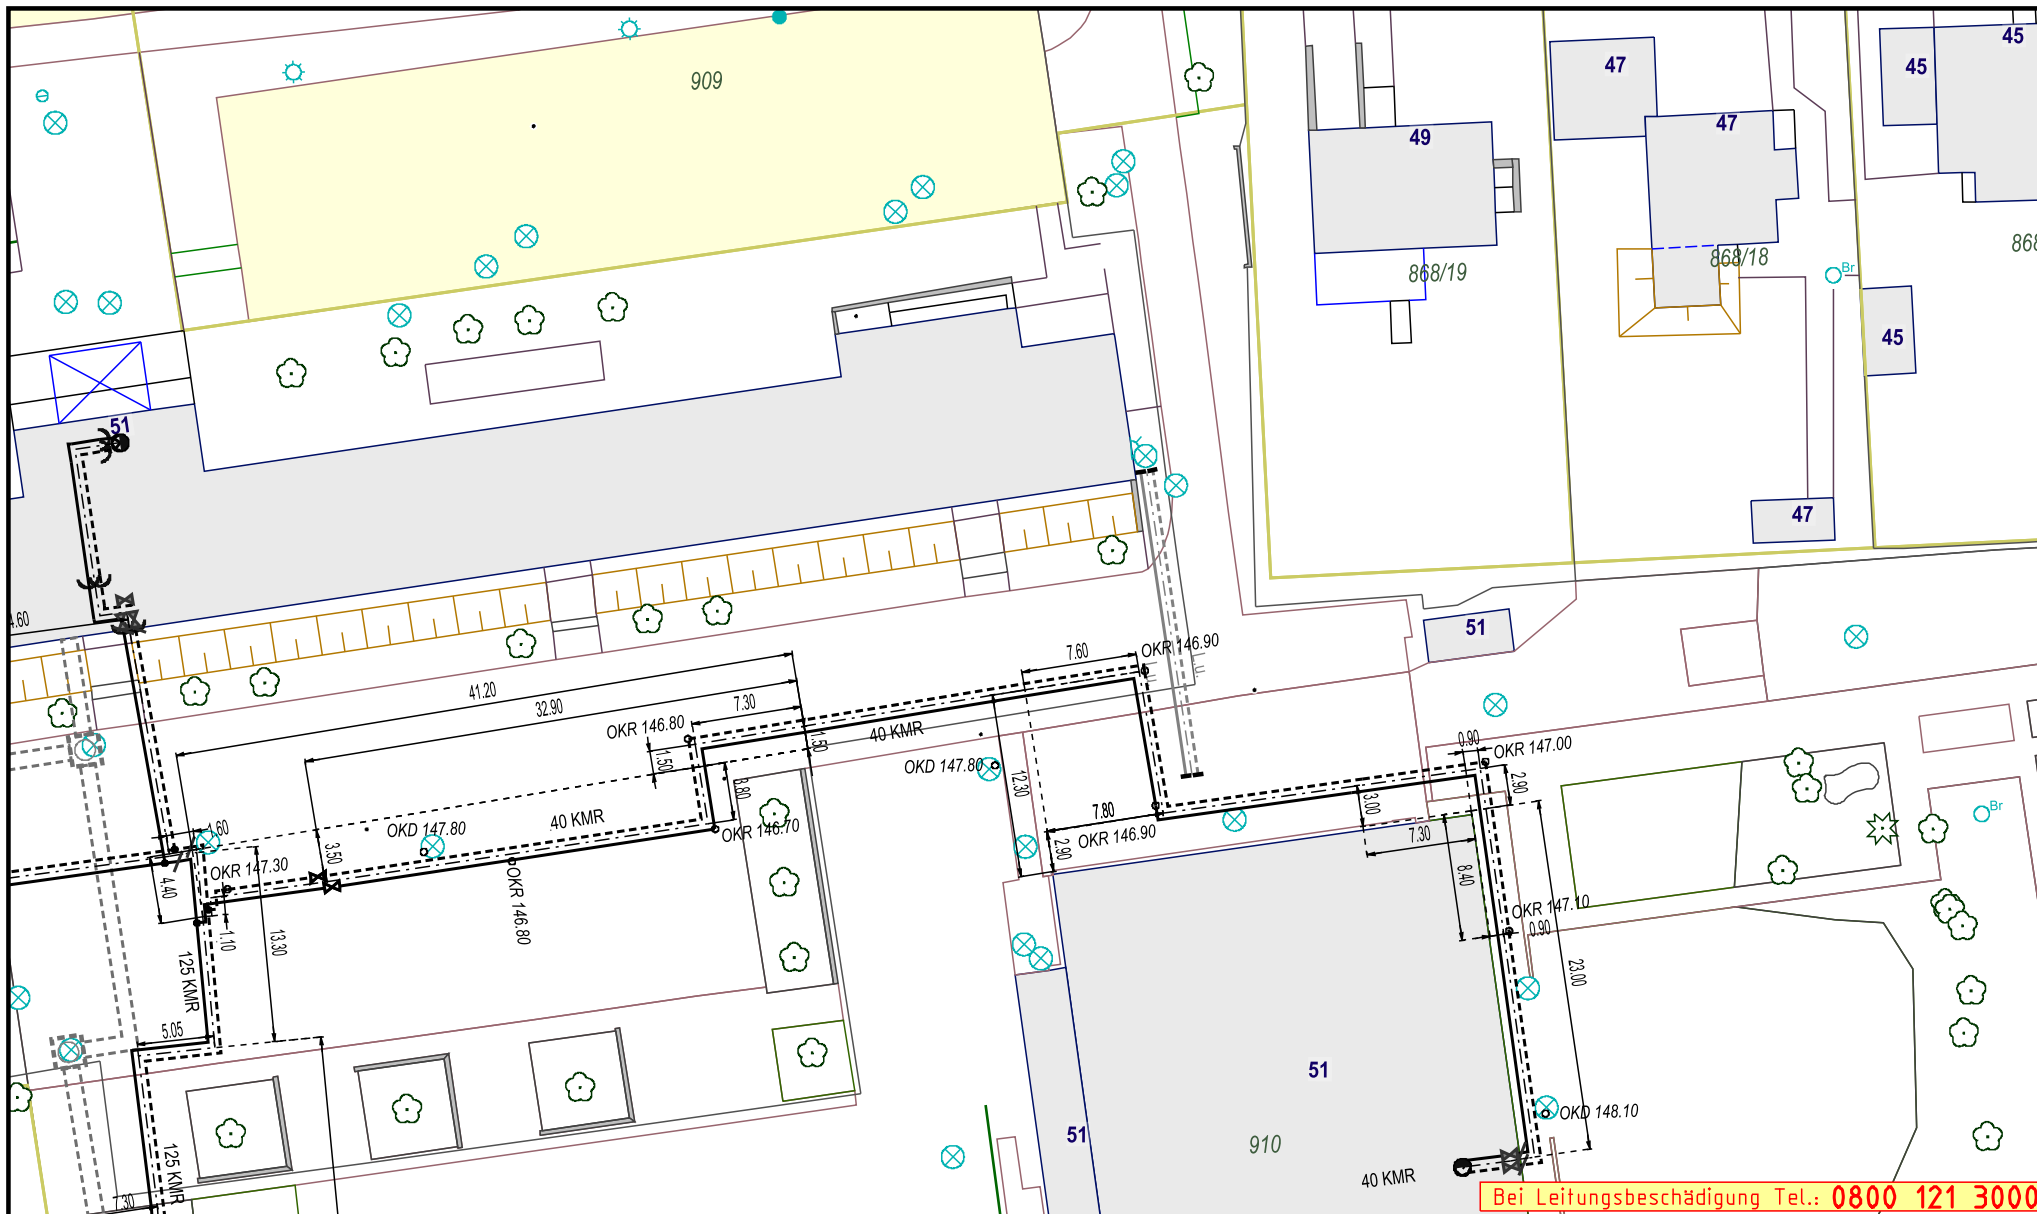 909
47
45
45
49
47
868/19
868/18
Br
45
51
47
4.60
51
7.60
OKR 146.90
41.20
32.90
7.30
OKR 146.80
1.50
1.50
40 KMR
OKD 147.80
12.30
0.90
OKR 147.00
2.90
3.80
40 KMR
OKD 147.80
OKR 146.70
1.60
3.50
7.80
OKR 146.90
3.00
7.30
Br
OKR 147.30
4.40
2.90
8.40
OKR 146.80
OKR 147.10
0.90
1.10
13.30
125 KMR
23.00
5.05
51
OKD 148.10
51
910
125 KMR
40 KMR
Bei Leitungsbeschädigung Tel.: 0800 121 3000